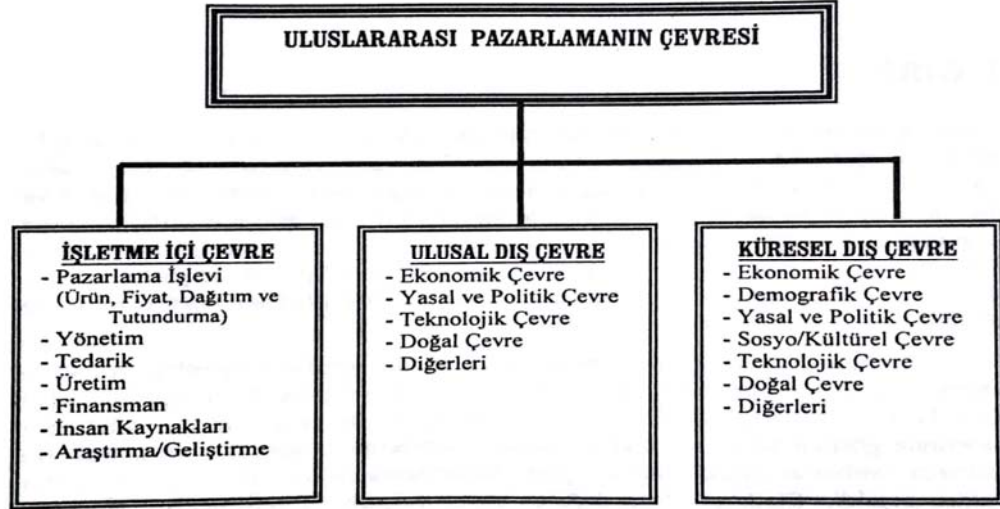 ULUSLARARASI PAZARLAMANIN ÇEVRESİ
İŞLETME İÇİ ÇEVRE
- Pazarlama İşlevi
(Ürün, Fiyat, Dağıtım ve
Tutundurma)
- Yönetim
- Tedarik
- Üretim
- Finansman
- İnsan Kaynakları
- Araştırma/Geliştirme
ULUSAL DIŞ ÇEVRE
- Ekonomik Çevre
- Yasal ve Politik Çevre
- Teknolojik Çevre
- Doğal Çevre
- Diğerleri
KÜRESEL DIŞ ÇEVRE
- Ekonomik Çevre
- Demografik Çevre
- Yasal ve Politik Çevre
- Sosyo/Kültürel Çevre
- Teknolojik Çevre
- Doğal Çevre
- Diğerleri